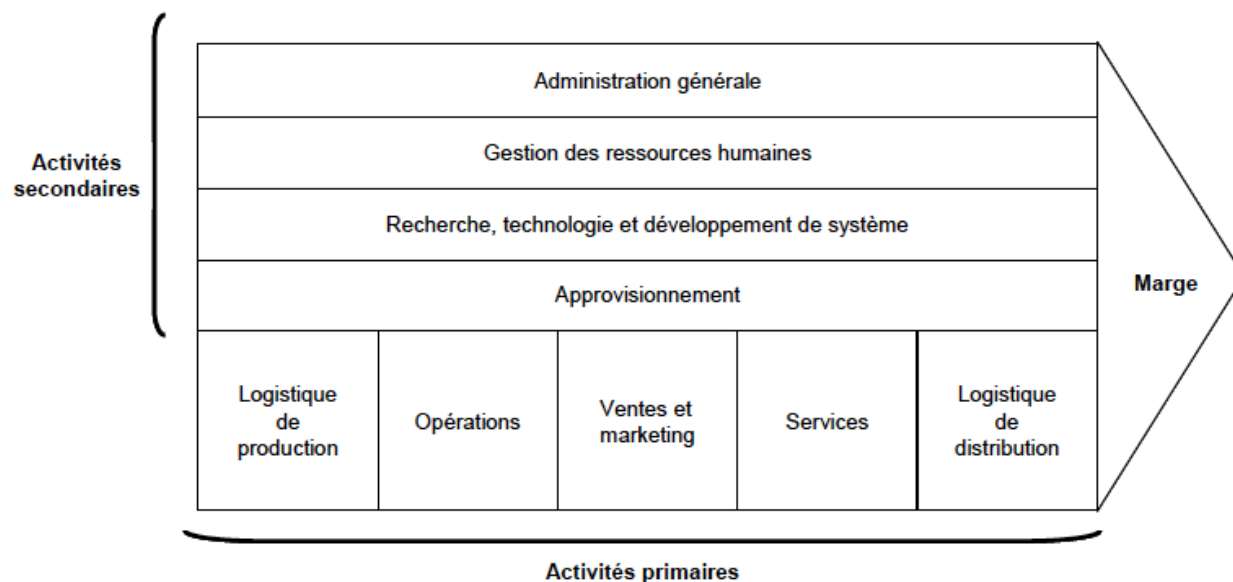 Administration générale
Gestion des ressources humaines
Activités
secondaires
Recherche, technologie et développement de système
Approvisionnement
Marge
Logistique
de
production
Opérations
Ventes et
marketing
Services
Logistique
de
distribution
Activités primaires